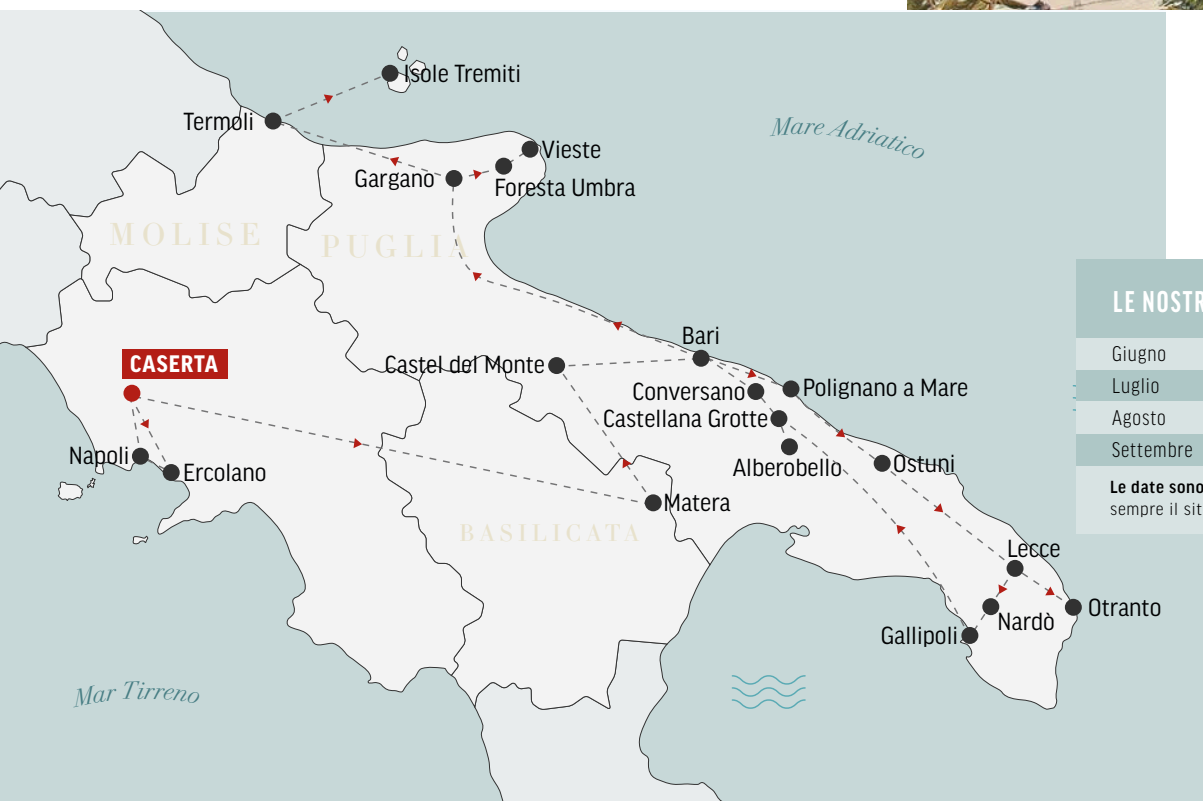 Isole Tremiti
Termoli
Mare Adriatico
Vieste
Gargano
Foresta Umbra
MOLISE
PUGLIA
LE NOSTR
Bari
Giugno
CASERTA
Castel del Monte
Luglio
Conversano
Polignano a Mare
Castellana Grotte
Agosto
Settembre
Napoli
Ercolano
Alberobello
Ostuni
Le date sono
sempre il sit
Matera
BASILICATA
Lecce
Otranto
Nardò
Gallipoli
Mar Tirreno